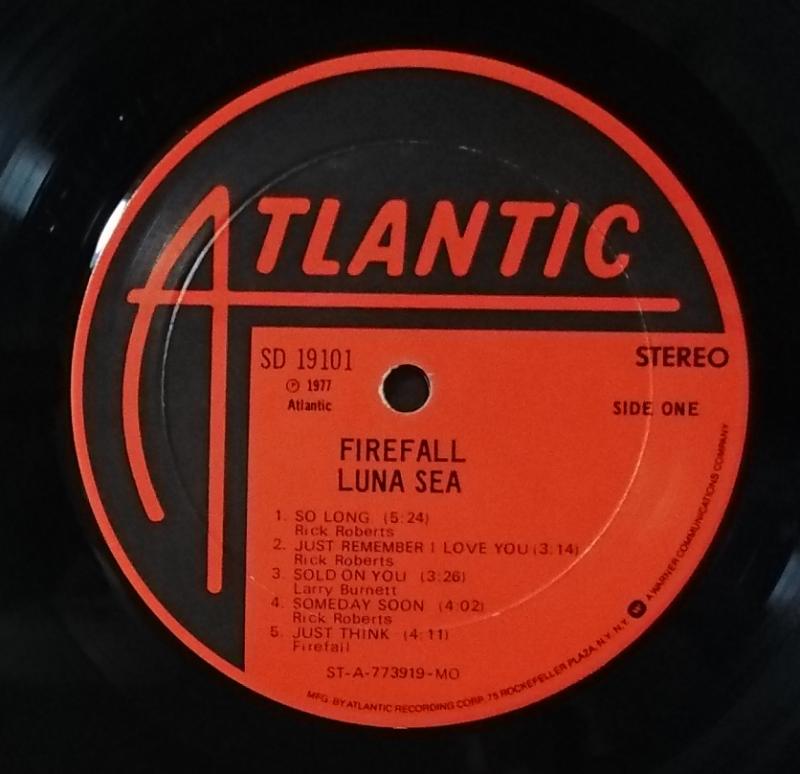 ATLANTIC
SD 19101
STEREO
℗ 1977
Atlantic
SIDE ONE
FIREFALL
LUNA SEA
1. SO LONG (5:24)
Rick Roberts
2. JUST REMEMBER I LOVE YOU (3:14)
Rick Roberts
3. SOLD ON YOU (3:26)
Larry Burnett
4. SOMEDAY SOON (4:02)
Rick Roberts
5. JUST THINK (4:11)
Firefall
ST-A-773919-MO
MFG. BY ATLANTIC RECORDING CORP. 75 ROCKEFELLER PLAZA, N.Y. N.Y. W A WARNER COMMUNICATIONS COMPANY